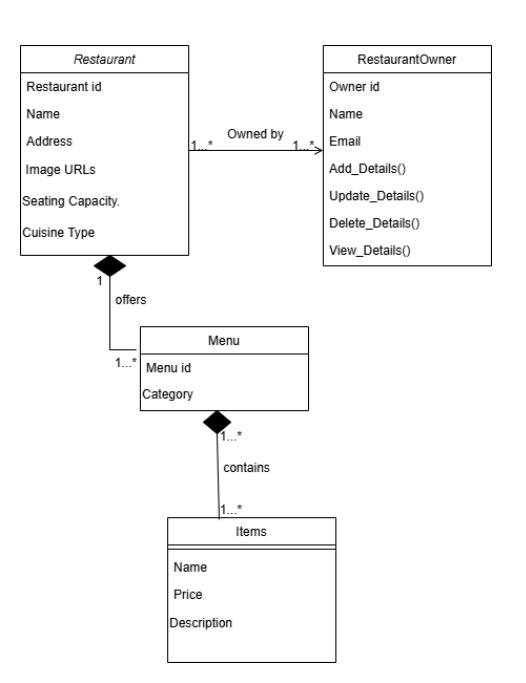 Restaurant
Restaurant id
Name
Address
Image URLs
Seating Capacity.
Cuisine Type
Owned by
1...*
1...*
RestaurantOwner
Owner id
Name
Email
Add_Details()
Update_Details()
Delete_Details()
View_Details()
1
offers
1...*
Menu
Menu id
Category
1...*
contains
1...*
Items
Name
Price
Description